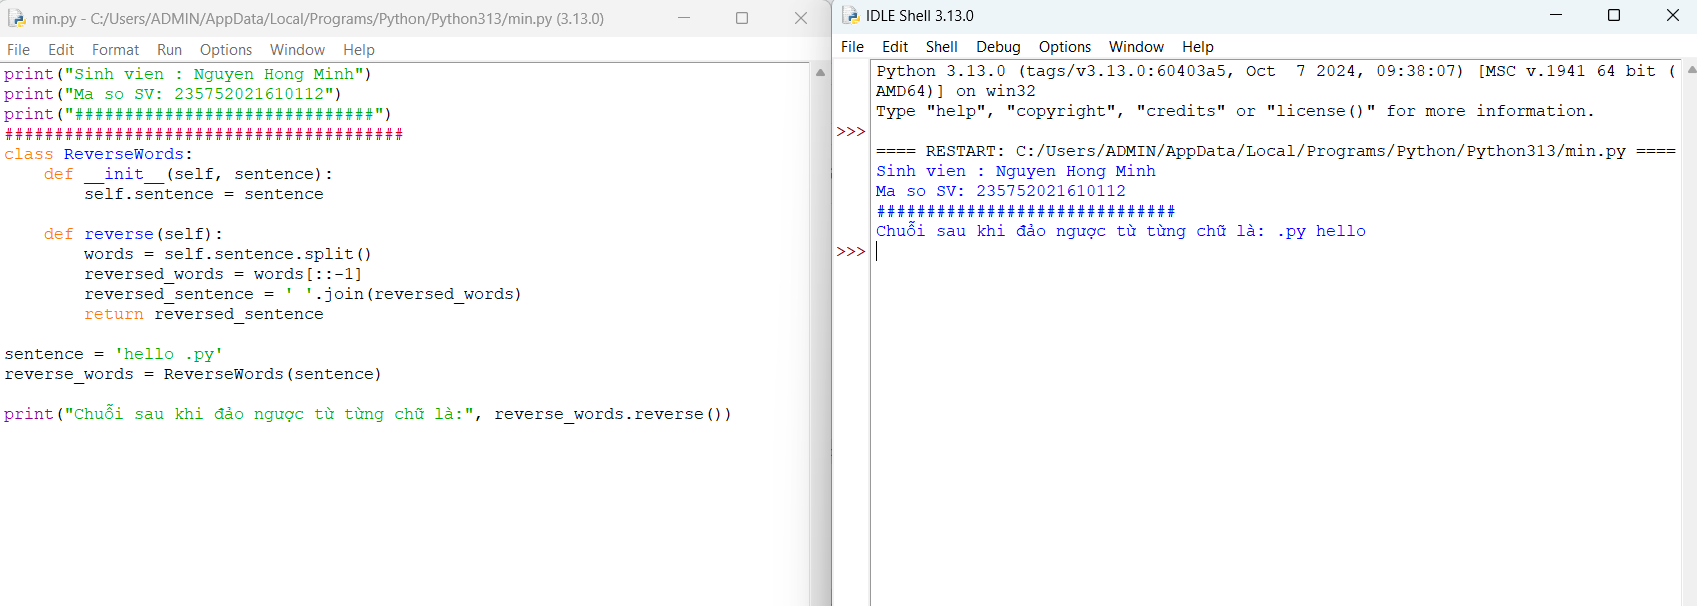 min.py - C:/Users/ADMIN/AppData/Local/Programs/Python/Python313/min.py (3.13.0)
File Edit Format Run Options Window Help
print("Sinh vien : Nguyen Hong Minh")
print("Ma so SV: 235752021610112")
print("##############################")
########################################
class ReverseWords:
    def __init__(self, sentence):
        self.sentence = sentence
    def reverse(self):
        words = self.sentence.split()
        reversed_words = words[::-1]
        reversed_sentence = ' '.join(reversed_words)
        return reversed_sentence
sentence = 'hello .py'
reverse_words = ReverseWords(sentence)
print("Chuỗi sau khi đảo ngược từ từng chữ là:", reverse_words.reverse())
IDLE Shell 3.13.0
File Edit Shell Debug Options Window Help
Python 3.13.0 (tags/v3.13.0:60403a5, Oct  7 2024, 09:38:07) [MSC v.1941 64 bit (
AMD64)] on win32
Type "help", "copyright", "credits" or "license()" for more information.
>>>
==== RESTART: C:/Users/ADMIN/AppData/Local/Programs/Python/Python313/min.py ====
Sinh vien : Nguyen Hong Minh
Ma so SV: 235752021610112
##############################
Chuỗi sau khi đảo ngược từ từng chữ là: .py hello
>>>